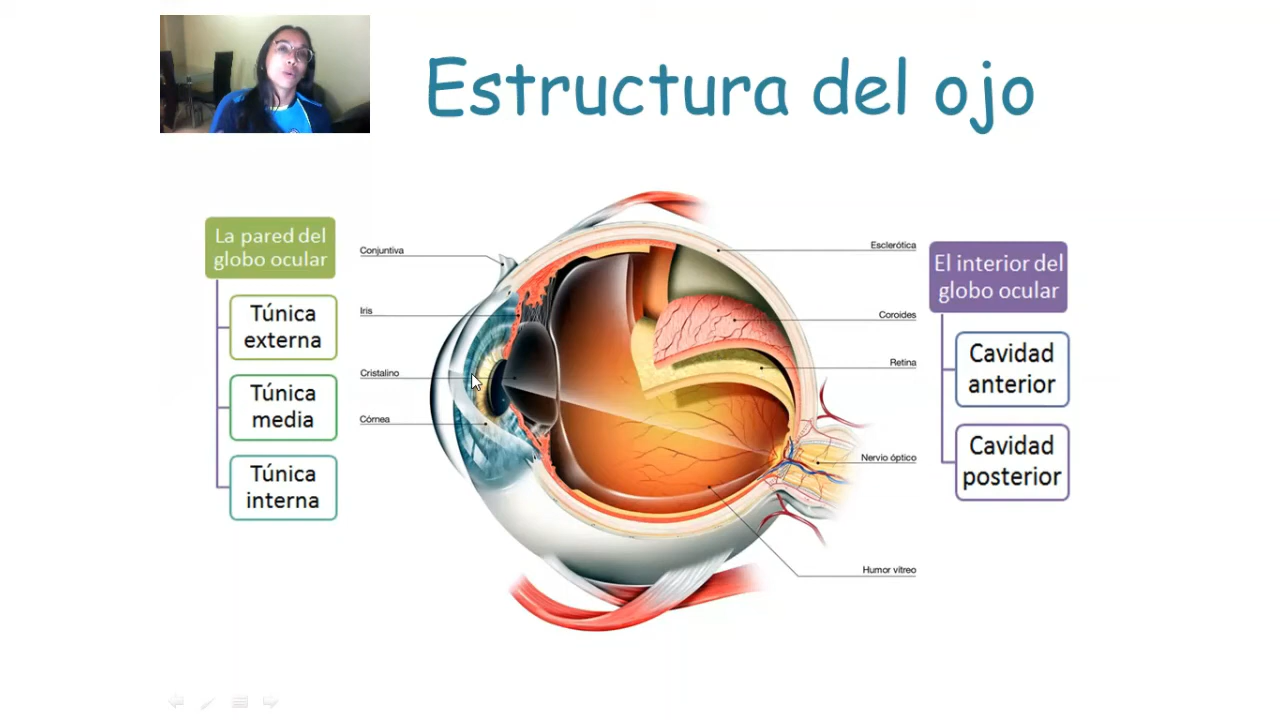 Estructura del ojo
La pared del
globo ocular
Túnica
externa
Túnica
media
Túnica
interna
Conjuntiva
Iris
Cristalino
Córnea
Esclerótica
Coroides
Retina
Nervio óptico
Humor vítreo
El interior del
globo ocular
Cavidad
anterior
Cavidad
posterior